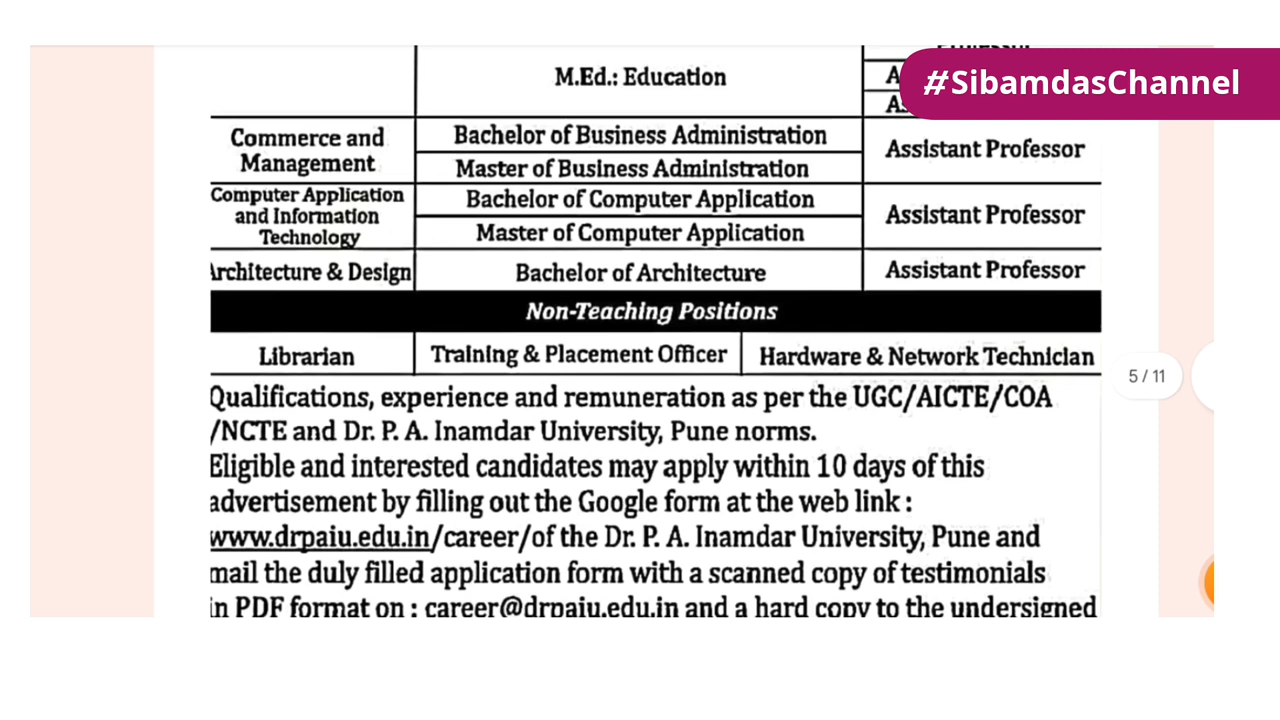 #SibamdasChannel
M.Ed.: Education
Commerce and
Management
Bachelor of Business Administration
Master of Business Administration
Assistant Professor
Computer Application
and Information
Technology
Bachelor of Computer Application
Master of Computer Application
Assistant Professor
Architecture & Design
Bachelor of Architecture
Assistant Professor
Non-Teaching Positions
Librarian
Training & Placement Officer
Hardware & Network Technician
5 / 11
Qualifications, experience and remuneration as per the UGC/AICTE/COA
/NCTE and Dr. P. A. Inamdar University, Pune norms.
Eligible and interested candidates may apply within 10 days of this
advertisement by filling out the Google form at the web link :
www.drpaiu.edu.in/career/of the Dr. P. A. Inamdar University, Pune and
mail the duly filled application form with a scanned copy of testimonials
in PDF format on : career@drpaiu.edu.in and a hard copy to the undersigned